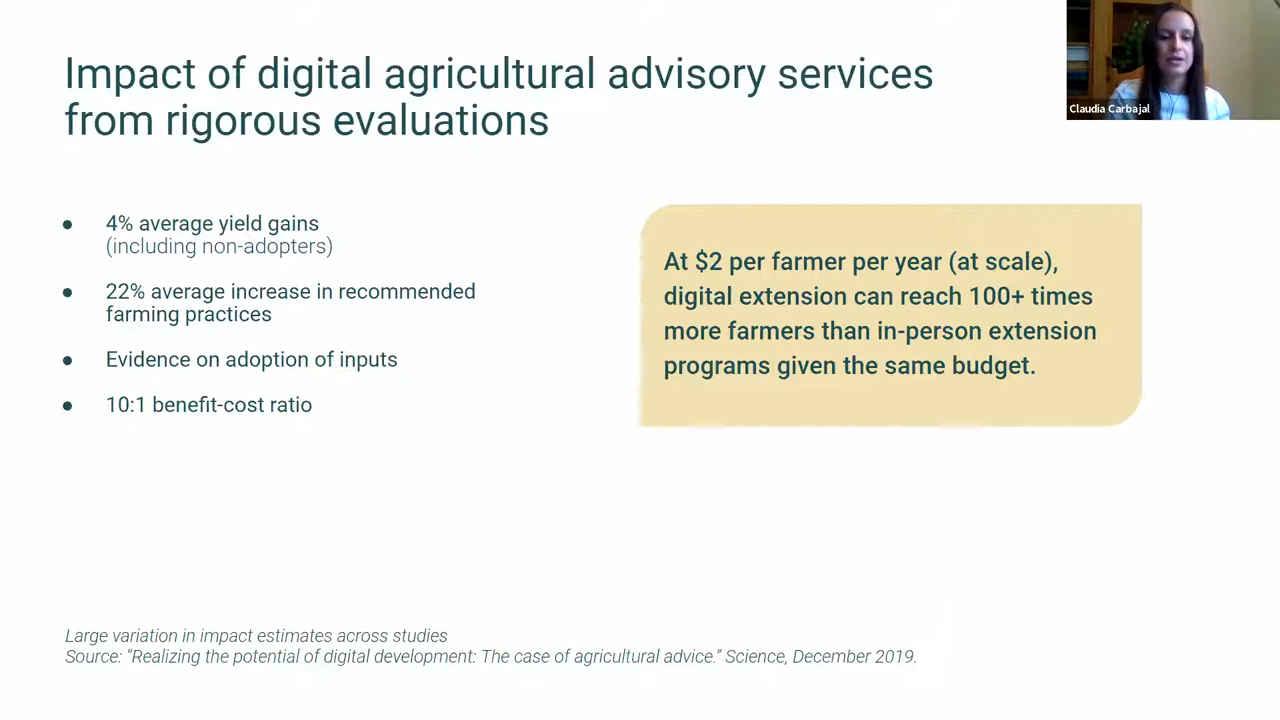 Impact of digital agricultural advisory services
from rigorous evaluations
Claudia Carbajal
● 4% average yield gains
(including non-adopters)
● 22% average increase in recommended
farming practices
● Evidence on adoption of inputs
● 10:1 benefit-cost ratio
At $2 per farmer per year (at scale),
digital extension can reach 100+ times
more farmers than in-person extension
programs given the same budget.
Large variation in impact estimates across studies
Source: “Realizing the potential of digital development: The case of agricultural advice.” Science, December 2019.